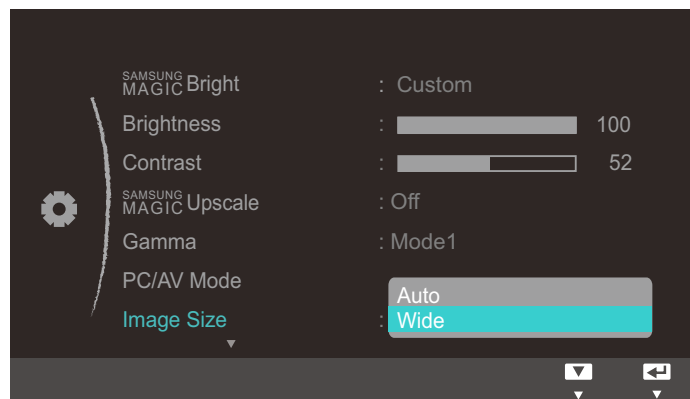 SAMSUNG MAGIC Bright : Custom
Brightness : 100
Contrast : 52
SAMSUNG MAGIC Upscale : Off
Gamma : Mode1
PC/AV Mode
Auto
Image Size : Wide